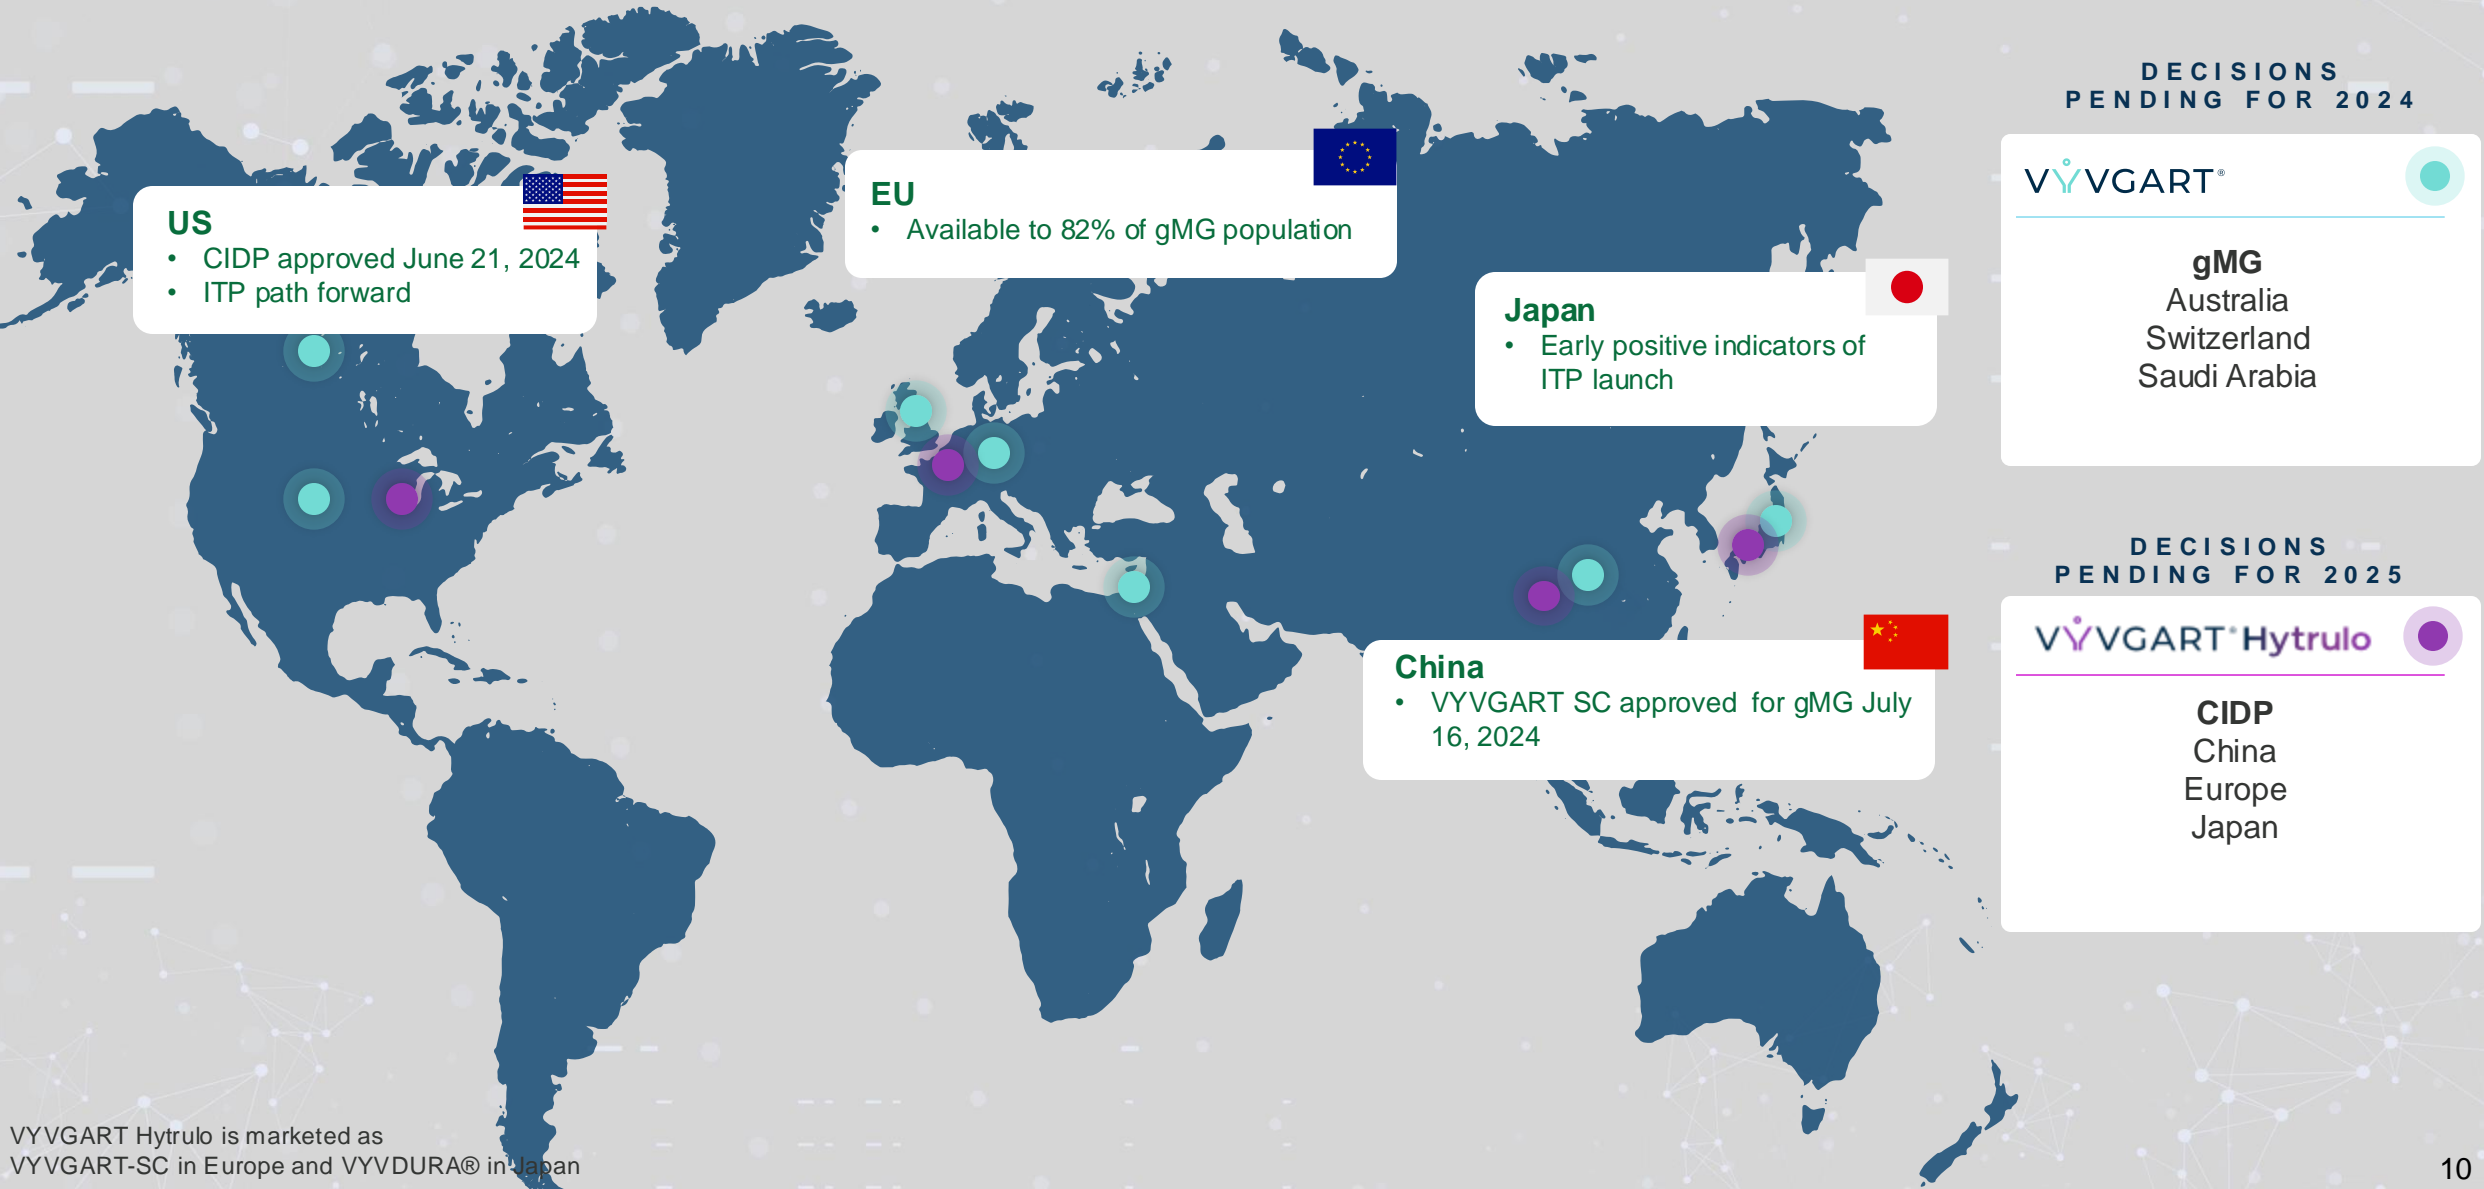 US
• CIDP approved June 21, 2024
• ITP path forward
EU
• Available to 82% of gMG population
Japan
• Early positive indicators of
ITP launch
China
• VYVGART SC approved for gMG July
16, 2024
DECISIONS
PENDING FOR 2024
VYVGART®
gMG
Australia
Switzerland
Saudi Arabia
DECISIONS
PENDING FOR 2025
VYVGART® Hytrulo
CIDP
China
Europe
Japan
VYVGART Hytrulo is marketed as
VYVGART-SC in Europe and VYVDURA® in Japan
10